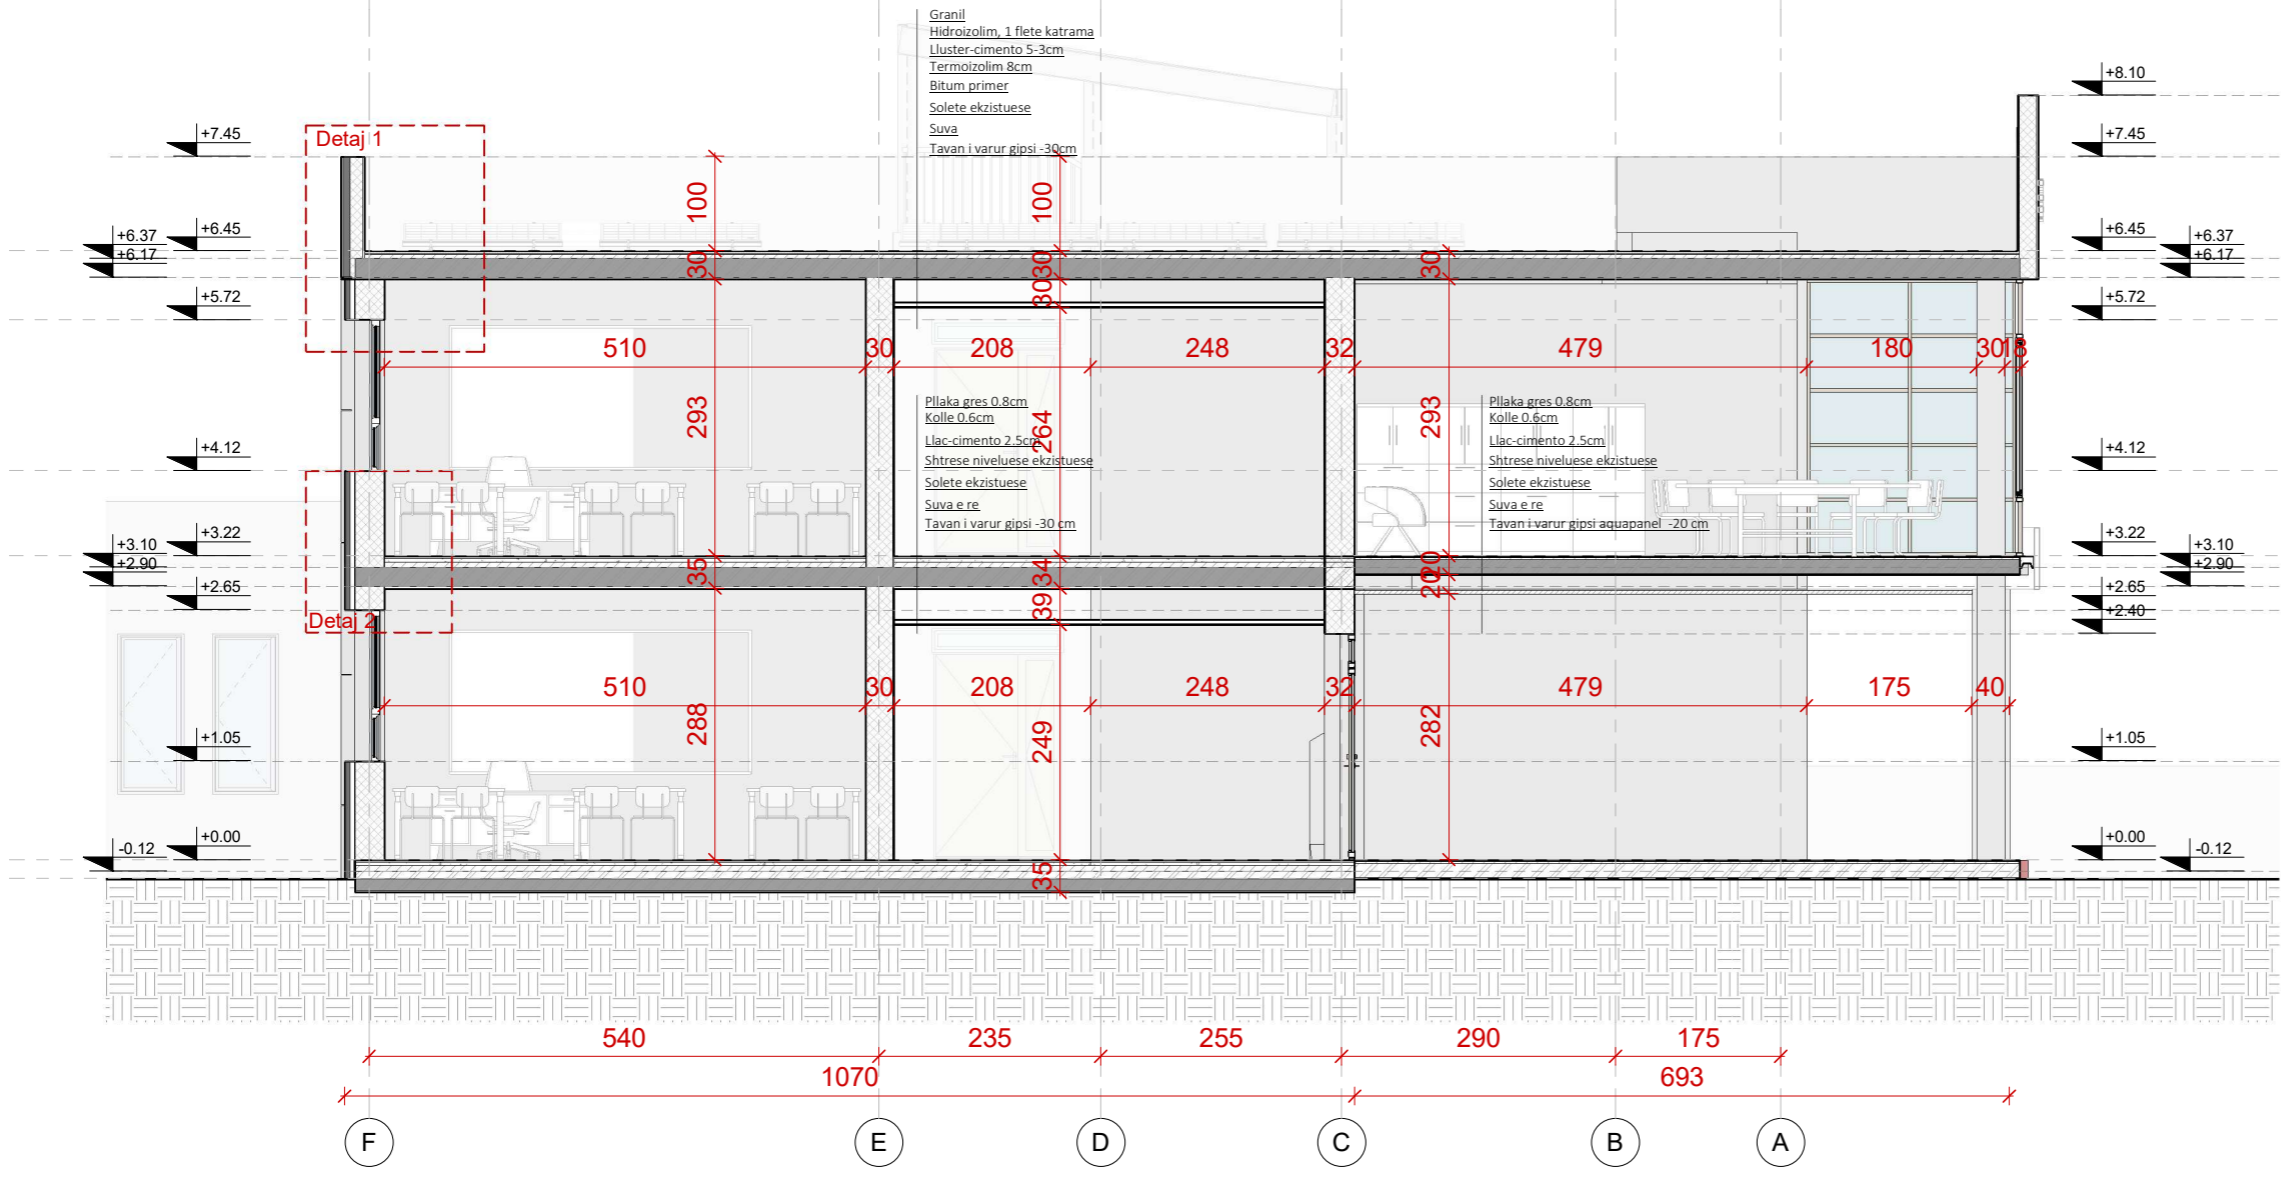 Granil
Hidroizolim, 1 flete katrama
Lluster-cimento 5-3cm
Termoizolim 8cm
Bitum primer
Solete ekzistuese
Suva
Tavan i varur gipsi -30cm
+8.10
+7.45
Detaj 1
+7.45
100
100
+6.37
+6.45
+6.17
+6.45
+6.37
+6.17
30
30
30
30
+5.72
+5.72
510
30
208
248
32
479
180
30
18
293
264
293
Pllaka gres 0.8cm
Kolle 0.6cm
Llac-cimento 2.5cm
Shtrese niveluese ekzistuese
Solete ekzistuese
Suva e re
Tavan i varur gipsi -30 cm
Pllaka gres 0.8cm
Kolle 0.6cm
Llac-cimento 2.5cm
Shtrese niveluese ekzistuese
Solete ekzistuese
Suva e re
Tavan i varur gipsi aquapanel -20 cm
+4.12
+4.12
+3.10
+3.22
+2.90
+2.65
+3.22
+3.10
+2.90
+2.65
+2.40
35
34
39
20
20
Detaj 2
510
30
208
248
32
479
175
40
288
249
282
+1.05
+1.05
-0.12
+0.00
+0.00
-0.12
35
540
235
255
290
175
1070
693
F
E
D
C
B
A